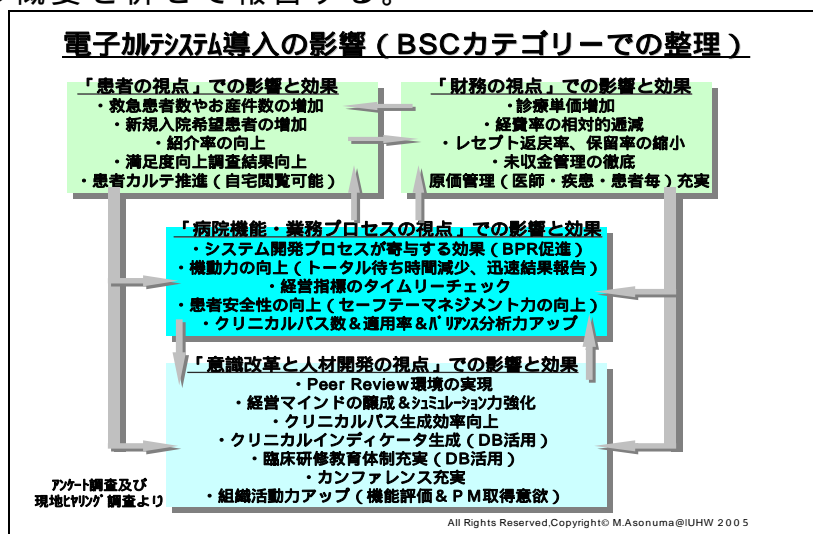 概要を併せて報告する。
電子ｶﾙﾃｼｽﾃﾑ導入の影響（BSCカテゴリーでの整理）
「患者の視点」での影響と効果
・救急患者数やお産件数の増加
・新規入院希望患者の増加
・紹介率の向上
・満足度向上調査結果向上
・患者カルテ推進（自宅閲覧可能）
「財務の視点」での影響と効果
・診療単価増加
・経費率の相対的逓減
・レセプト返戻率、保留率の縮小
・未収金管理の徹底
原価管理（医師・疾患・患者毎）充実
「病院機能・業務プロセスの視点」での影響と効果
・システム開発プロセスが寄与する効果（BPR促進）
・機動力の向上（トータル待ち時間減少、迅速結果報告）
・経営指標のタイムリーチェック
・患者安全性の向上（セーフテーマネジメント力の向上）
・クリニカルパス数＆適用率＆ﾊﾞﾘｱﾝｽ分析力アップ
「意識改革と人材開発の視点」での影響と効果
・Peer Review環境の実現
・経営マインドの醸成＆ｼｭミュﾚｰｼｮﾝ力強化
・クリニカルパス生成効率向上
・クリニカルインディケータ生成（DB活用）
・臨床研修教育体制充実（DB活用）
・カンファレンス充実
・組織活動力アップ（機能評価＆ＰＭ取得意欲）
ｱﾝｹｰﾄ調査及び
現地ﾋﾔﾘﾝｸﾞ調査より
All Rights Reserved,Copyright© M.Asonuma@IUHW 2005